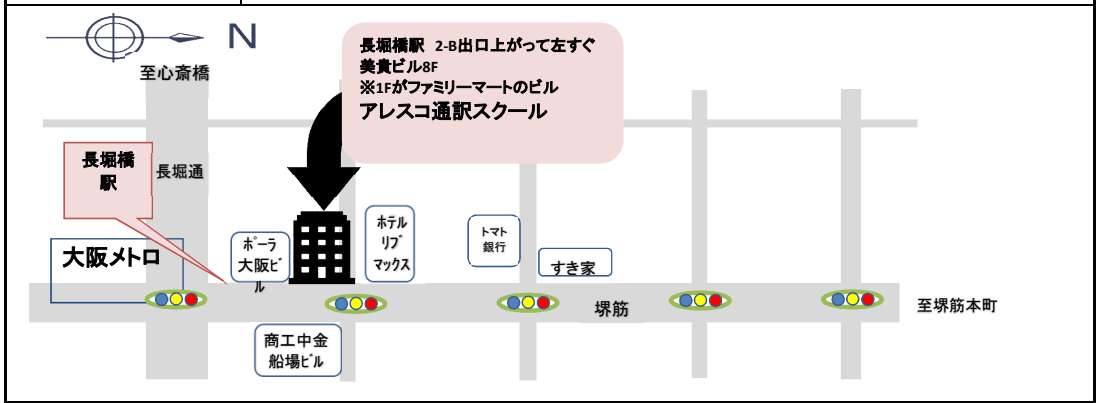 N
至心斎橋
長堀橋駅 2-B出口上がって左すぐ
美貴ビル8F
※1Fがファミリーマートのビル
アレスコ通訳スクール
長堀橋
駅
長堀通
大阪メトロ
ポーラ
大阪ビ
ル
ホテル
リブ
マックス
トマト
銀行
すき家
堺筋
至堺筋本町
商工中金
船場ビル